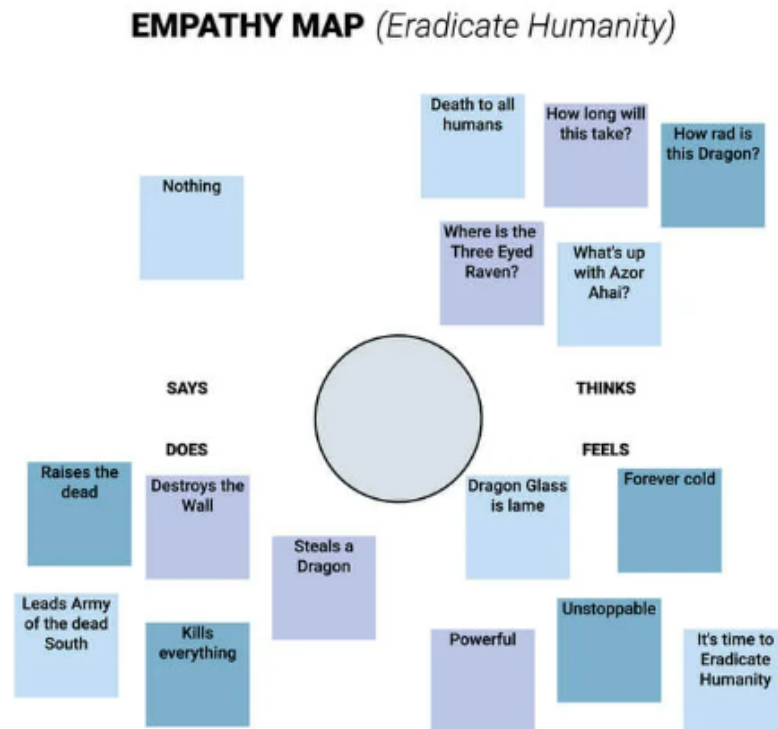 EMPATHY MAP (Eradicate Humanity)
Nothing
Death to all
humans
How long will
this take?
How rad is
this Dragon?
Where is the
Three Eyed
Raven?
What's up
with Azor
Ahai?
SAYS
THINKS
DOES
FEELS
Raises the
dead
Destroys the
Wall
Steals a
Dragon
Leads Army
of the dead
South
Kills
everything
Dragon Glass
is lame
Forever cold
Powerful
Unstoppable
It's time to
Eradicate
Humanity